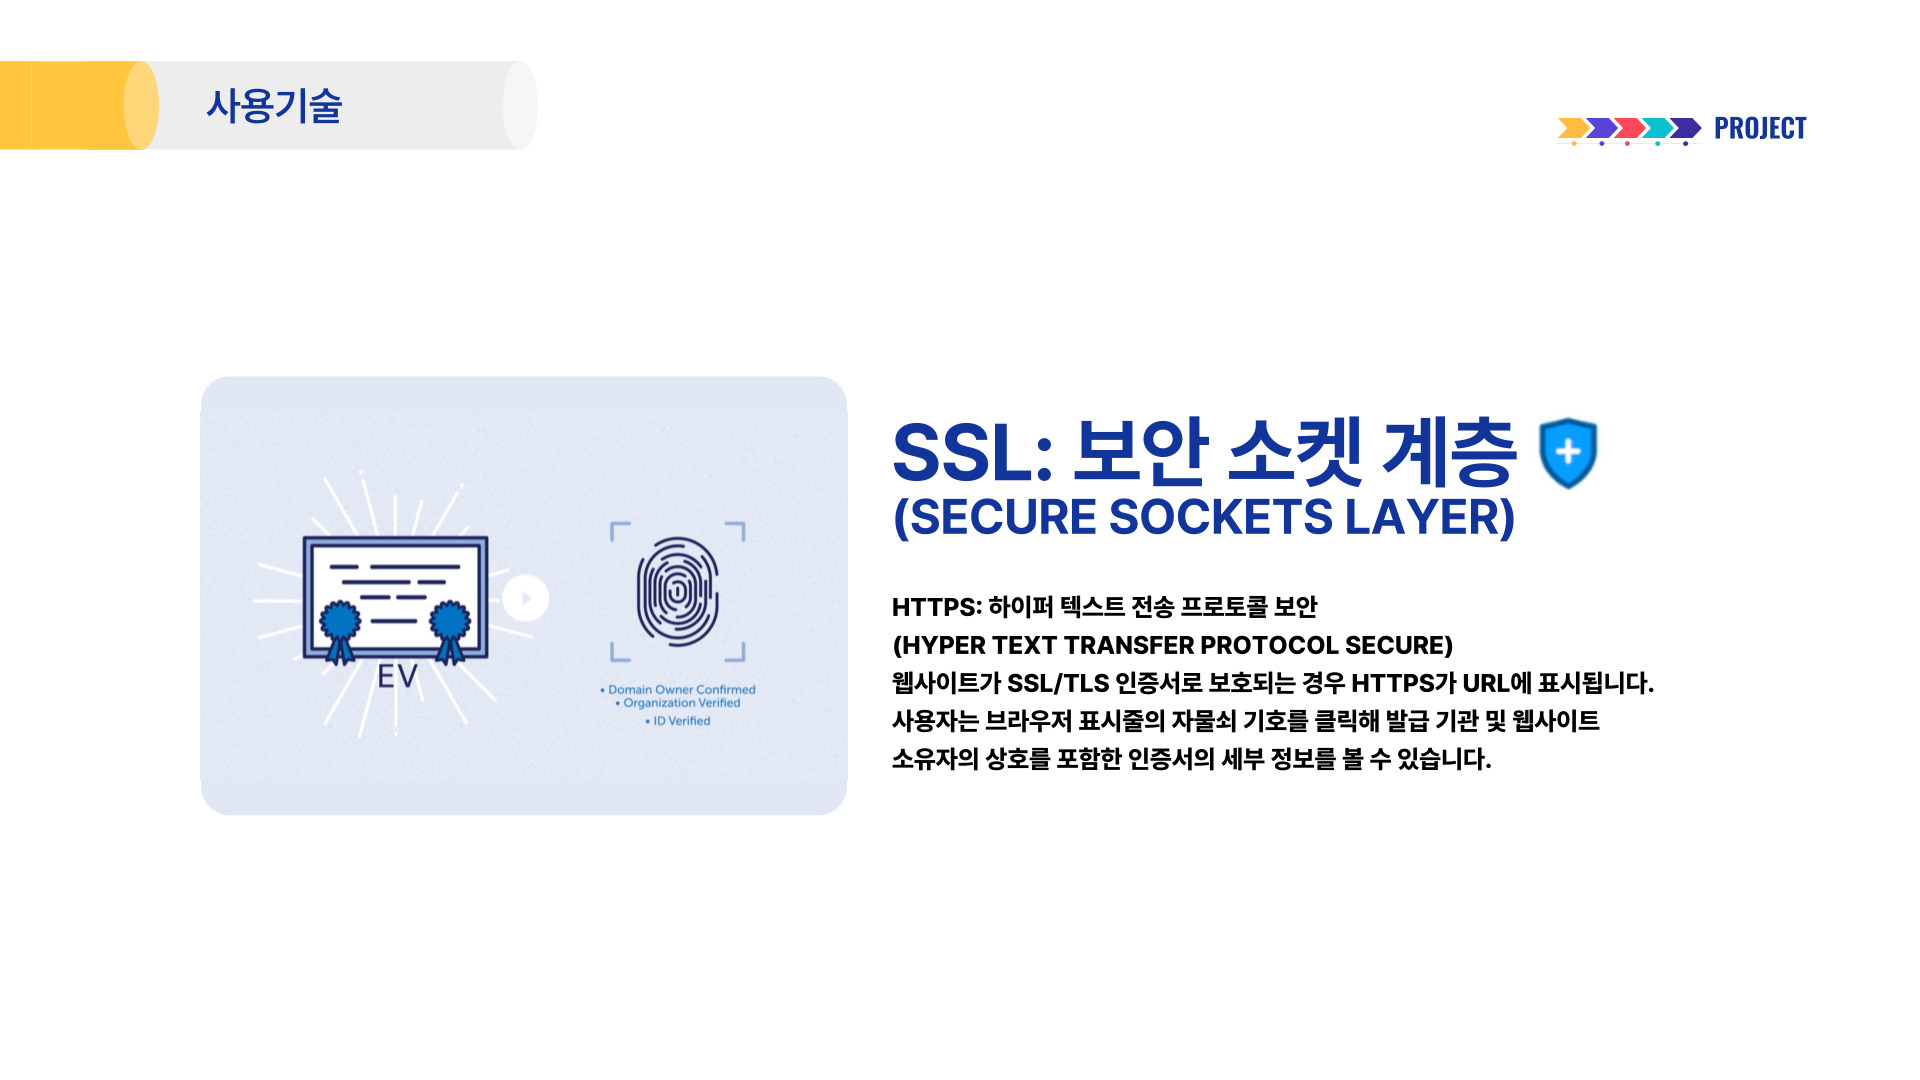 사용기술
PROJECT
SSL: 보안 소켓 계층
(SECURE SOCKETS LAYER)
HTTPS: 하이퍼 텍스트 전송 프로토콜 보안
(HYPER TEXT TRANSFER PROTOCOL SECURE)
웹사이트가 SSL/TLS 인증서로 보호되는 경우 HTTPS가 URL에 표시됩니다.
사용자는 브라우저 표시줄의 자물쇠 기호를 클릭해 발급 기관 및 웹사이트
소유자의 상호를 포함한 인증서의 세부 정보를 볼 수 있습니다.
EV
• Domain Owner Confirmed
• Organization Verified
• ID Verified